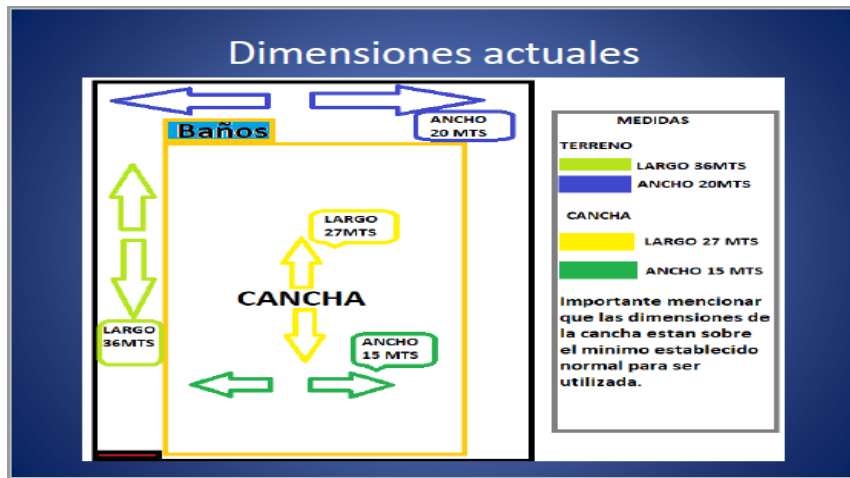 Dimensiones actuales
ANCHO
20 MTS
Baños
LARGO
27MTS
CANCHA
LARGO
36MTS
ANCHO
15 MTS
MEDIDAS
TERRENO
LARGO 36MTS
ANCHO 20MTS
CANCHA
LARGO 27 MTS
ANCHO 15 MTS
Importante mencionar
que las dimensiones de
la cancha estan sobre
el minimo establecido
normal para ser
utilizada.